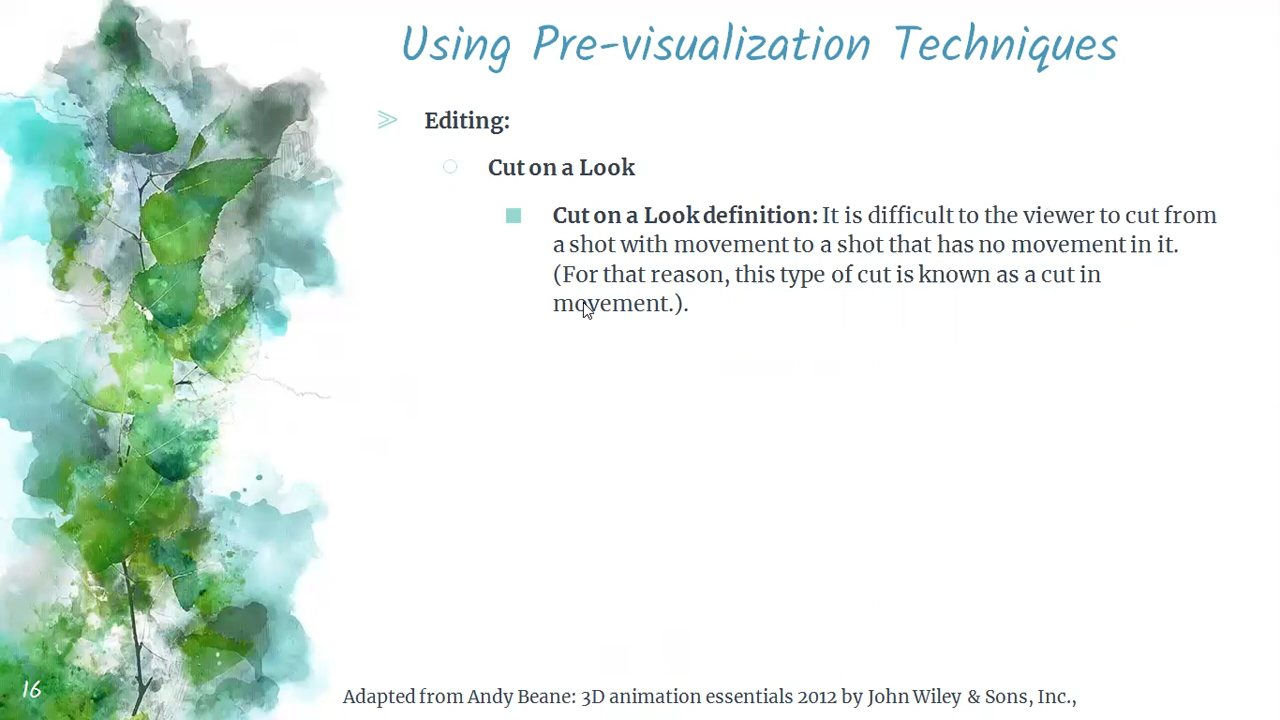 Using Pre-visualization Techniques
Editing:
Cut on a Look
Cut on a Look definition: It is difficult to the viewer to cut from
a shot with movement to a shot that has no movement in it.
(For that reason, this type of cut is known as a cut in
movement.).
16
Adapted from Andy Beane: 3D animation essentials 2012 by John Wiley & Sons, Inc.,